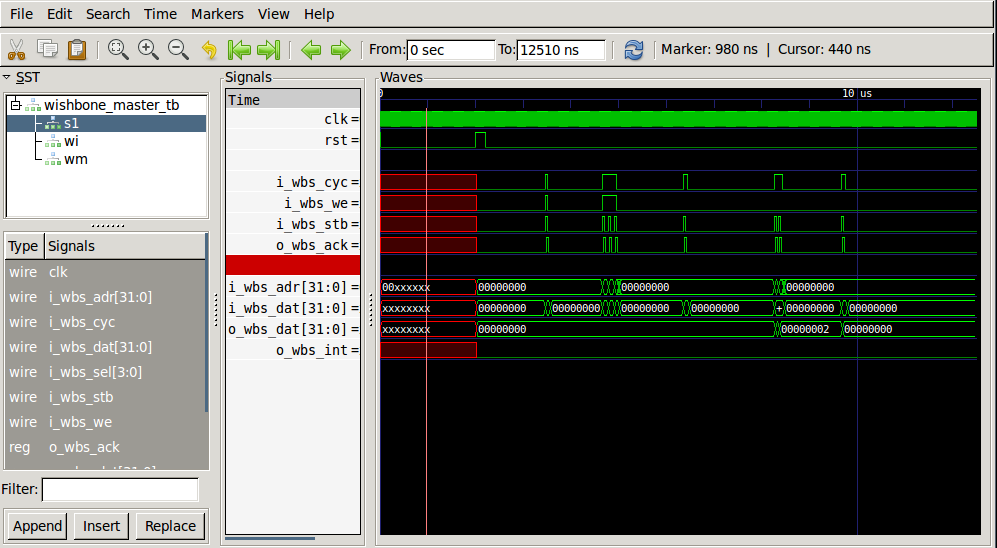 File Edit Search Time Markers View Help
From: 0 sec To: 12510 ns Marker: 980 ns | Cursor: 440 ns
SST
wishbone_master_tb
s1
wi
wm
Type Signals
wire clk
wire i_wbs_adr[31:0]
wire i_wbs_cyc
wire i_wbs_dat[31:0]
wire i_wbs_sel[3:0]
wire i_wbs_stb
wire i_wbs_we
reg o_wbs_ack
Filter:
Append Insert Replace
Signals
Time
clk =
rst =
i_wbs_cyc =
i_wbs_we =
i_wbs_stb =
o_wbs_ack =
i_wbs_adr[31:0] =
i_wbs_dat[31:0] =
o_wbs_dat[31:0] =
o_wbs_int =
Waves
0 10 us
00xxxxxx 00000000 00000000 00000000
xxxxxxxx 00000000 00000000 00000000 00000000 + 00000000 00000000
xxxxxxxx 00000000 00000002 00000000